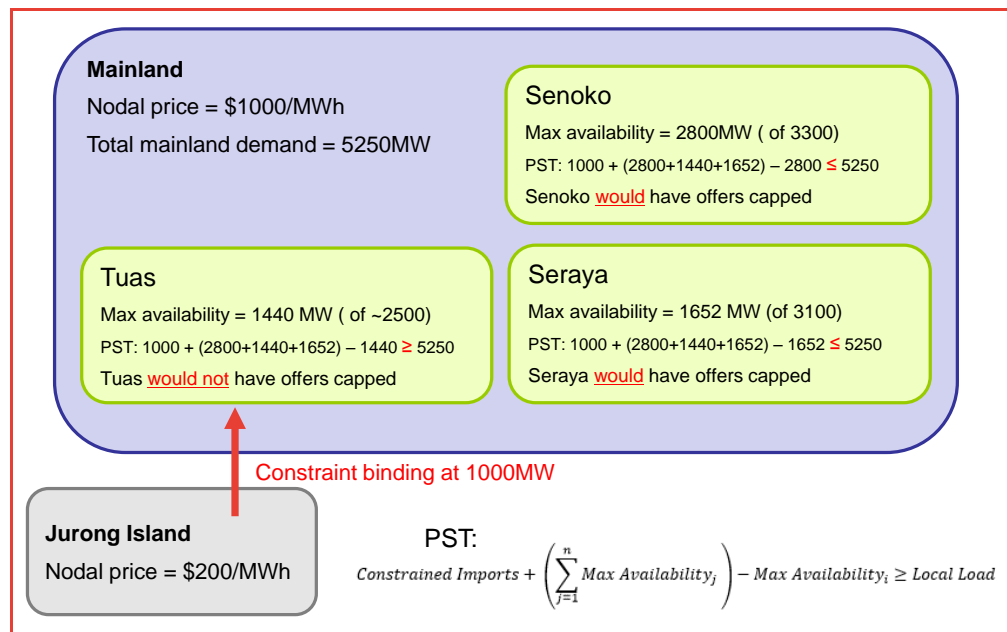 Mainland
Nodal price = $1000/MWh
Total mainland demand = 5250MW
Senoko
Max availability = 2800MW ( of 3300)
PST: 1000 + (2800+1440+1652) – 2800 ≤ 5250
Senoko would have offers capped
Tuas
Max availability = 1440 MW ( of ~2500)
PST: 1000 + (2800+1440+1652) – 1440 ≥ 5250
Tuas would not have offers capped
Seraya
Max availability = 1652 MW (of 3100)
PST: 1000 + (2800+1440+1652) – 1652 ≤ 5250
Seraya would have offers capped
Constraint binding at 1000MW
Jurong Island
Nodal price = $200/MWh
PST:
Constrained Imports + (∑_{j=1}^{n} Max Availability_j) − Max Availability_i ≥ Local Load